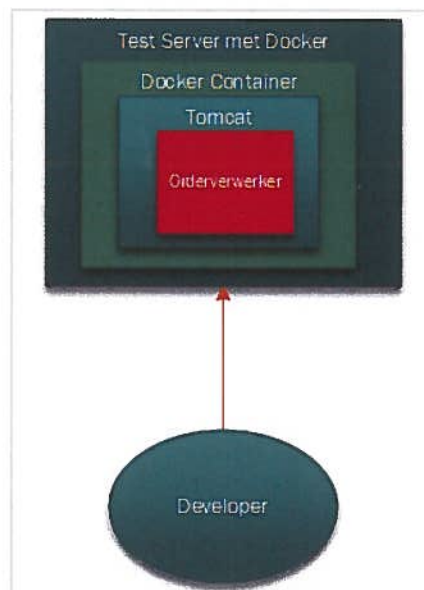 Test Server met Docker
Docker Container
Tomcat
Orderverwerker
Developer